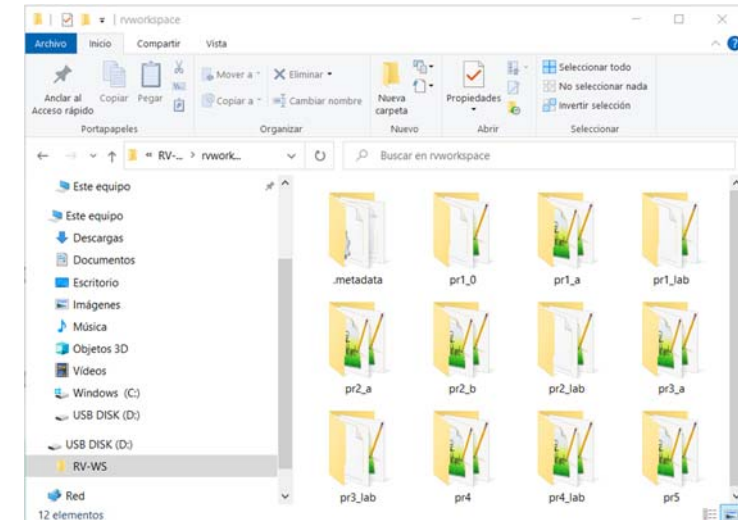 rvworkspace
Archivo Inicio Compartir Vista
Anclar al Acceso rápido
Copiar
Pegar
Mover a
Copiar a
Eliminar
Cambiar nombre
Nueva carpeta
Propiedades
Seleccionar todo
No seleccionar nada
Invertir selección
Portapapeles Organizar Nuevo Abrir Seleccionar
« RV-... > rvwork...
Buscar en rvworkspace
Este equipo
Este equipo
Descargas
Documentos
Escritorio
Imágenes
Música
Objetos 3D
Vídeos
Windows (C:)
USB DISK (D:)
USB DISK (D:)
RV-WS
Red
.metadata pr1_0 pr1_a pr1_lab
pr2_a pr2_b pr2_lab pr3_a
pr3_lab pr4 pr4_lab pr5
12 elementos